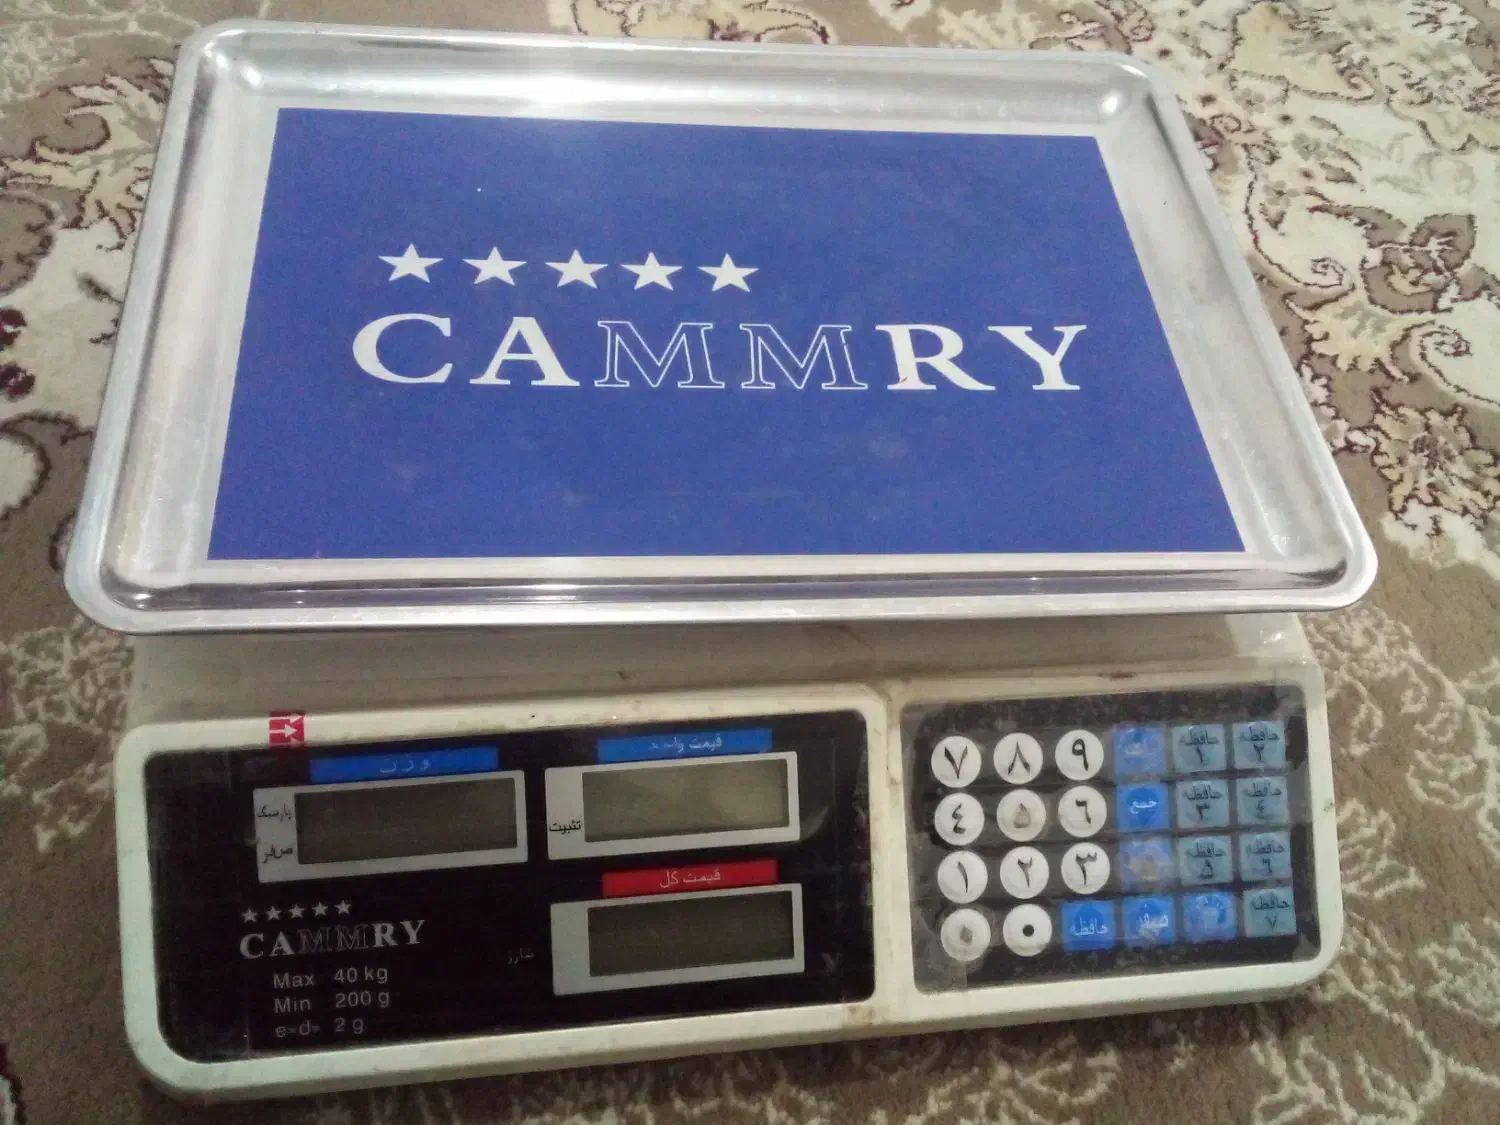 ★★★★★
CAMMRY
وزن
پارسنگ
صفر
قیمت واحد
تثبیت
قیمت کل
شارژ
★★★★★
CAMMRY
Max 40 kg
Min 200 g
e=d= 2 g
٧ ٨ ٩ حافظه ١ حافظه ٢
٤ ٥ ٦ جمع حافظه ٣ حافظه ٤
١ ٢ ٣ حافظه ٥ حافظه ٦
• حافظه صفر حافظه ٧